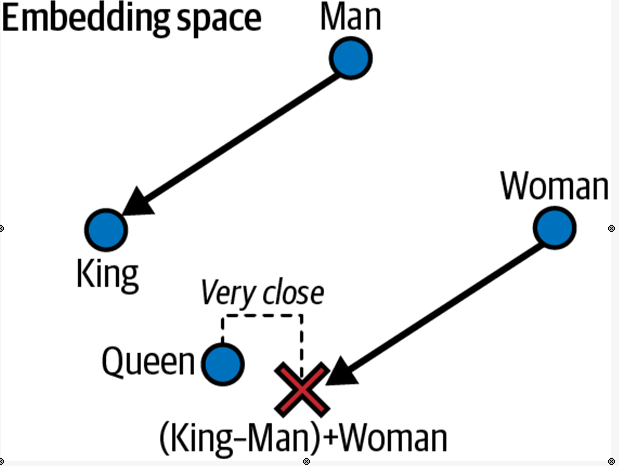 Embedding space
Man
Woman
King
Very close
Queen
(King–Man)+Woman